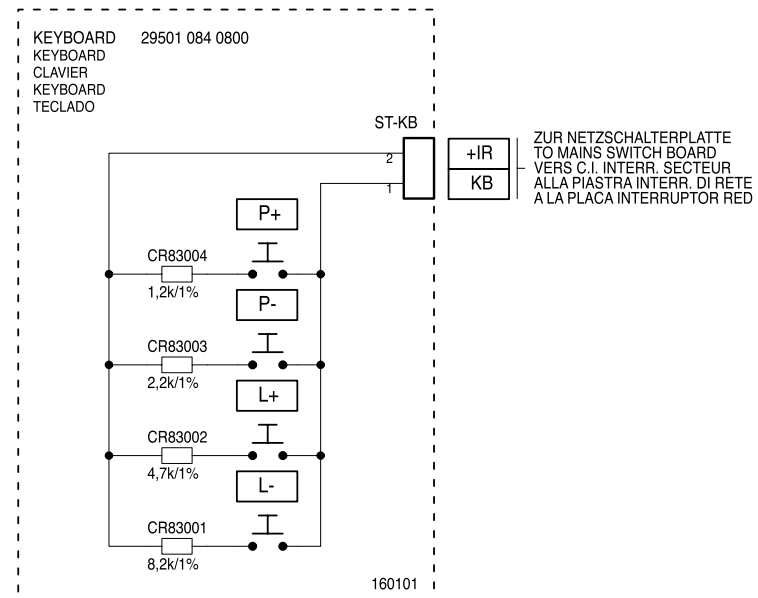 KEYBOARD 29501 084 0800
KEYBOARD
CLAVIER
KEYBOARD
TECLADO
ST-KB
2
1
+IR
KB
ZUR NETZSCHALTERPLATTE
TO MAINS SWITCH BOARD
VERS C.I. INTERR. SECTEUR
ALLA PIASTRA INTERR. DI RETE
A LA PLACA INTERRUPTOR RED
P+
CR83004
1,2k/1%
P-
CR83003
2,2k/1%
L+
CR83002
4,7k/1%
L-
CR83001
8,2k/1%
160101